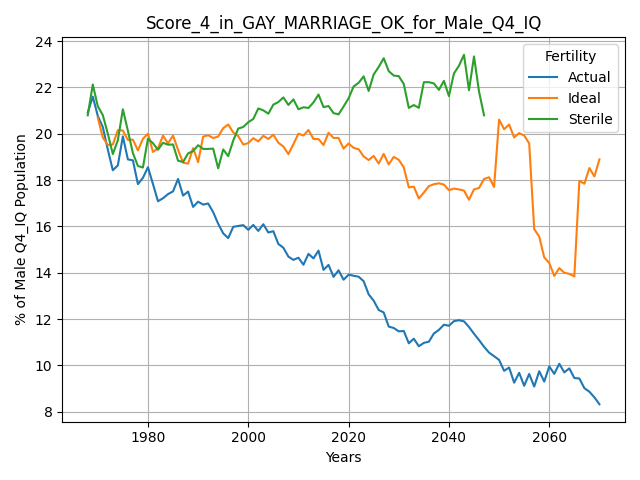 Score_4_in_GAY_MARRIAGE_OK_for_Male_Q4_IQ
Fertility
Actual
Ideal
Sterile
% of Male Q4_IQ Population
24
22
20
18
16
14
12
10
8
1980 2000 2020 2040 2060
Years